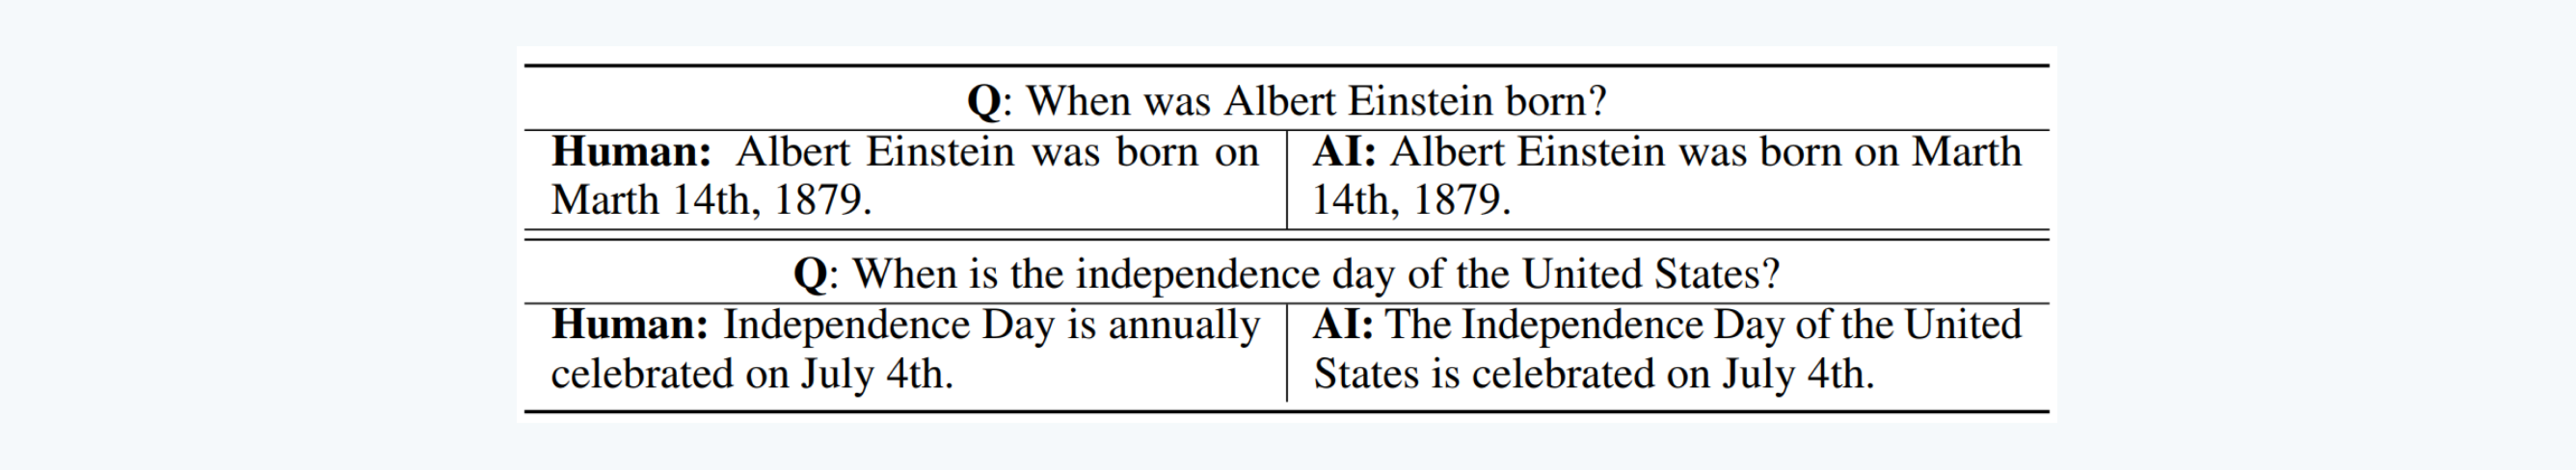 Q: When was Albert Einstein born?
Human: Albert Einstein was born on
Marth 14th, 1879.
AI: Albert Einstein was born on Marth
14th, 1879.
Q: When is the independence day of the United States?
Human: Independence Day is annually
celebrated on July 4th.
AI: The Independence Day of the United
States is celebrated on July 4th.